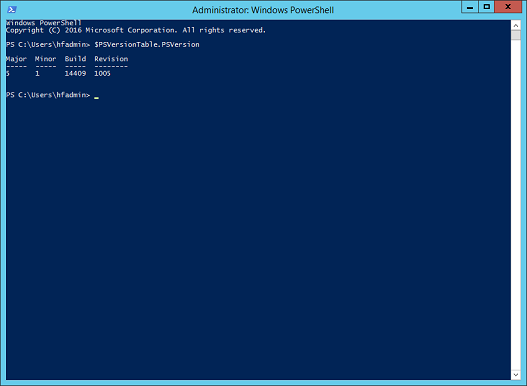 Administrator: Windows PowerShell
Windows PowerShell
Copyright (C) 2016 Microsoft Corporation. All rights reserved.
PS C:\Users\hfadmin> $PSVersionTable.PSVersion
Major  Minor  Build  Revision
-----  -----  -----  --------
5      1      14409  1005
PS C:\Users\hfadmin> _